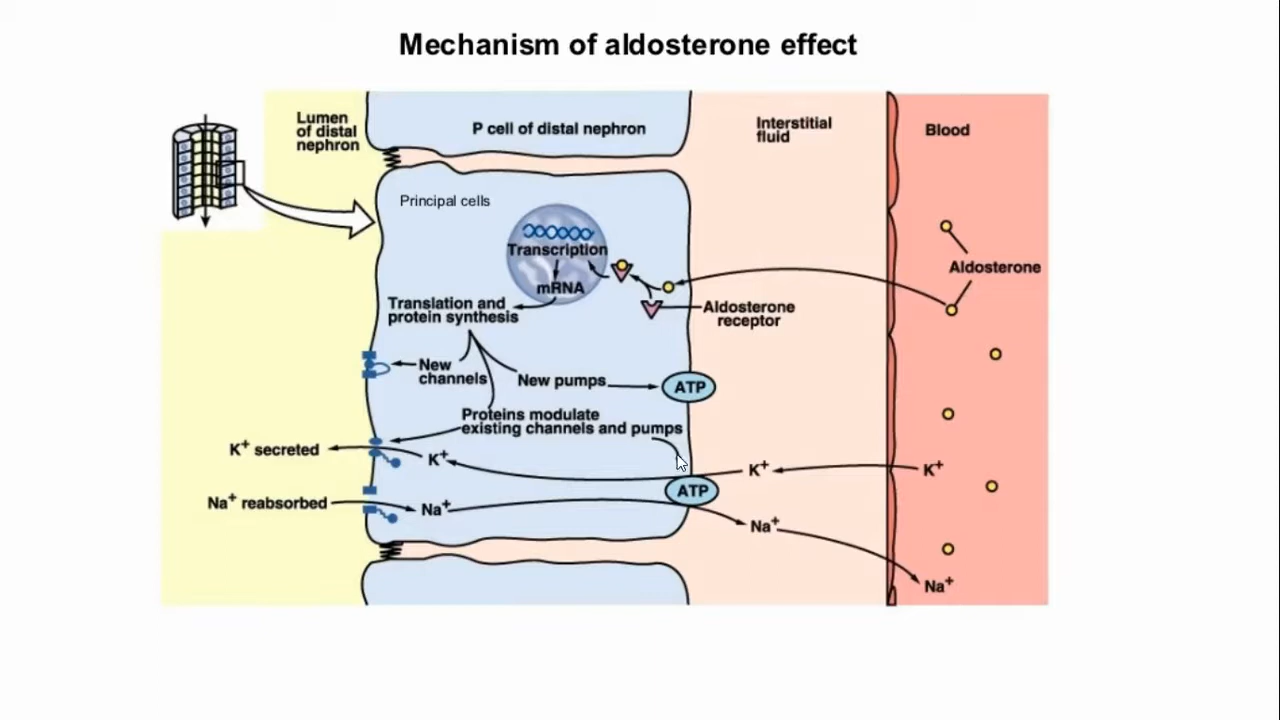 Mechanism of aldosterone effect
Lumen
of distal
nephron
P cell of distal nephron
Interstitial
fluid
Blood
Principal cells
Transcription
mRNA
Aldosterone
Translation and
protein synthesis
Aldosterone
receptor
New
channels
New pumps
ATP
Proteins modulate
existing channels and pumps
K+ secreted
K+
K+
K+
ATP
Na+ reabsorbed
Na+
Na+
Na+